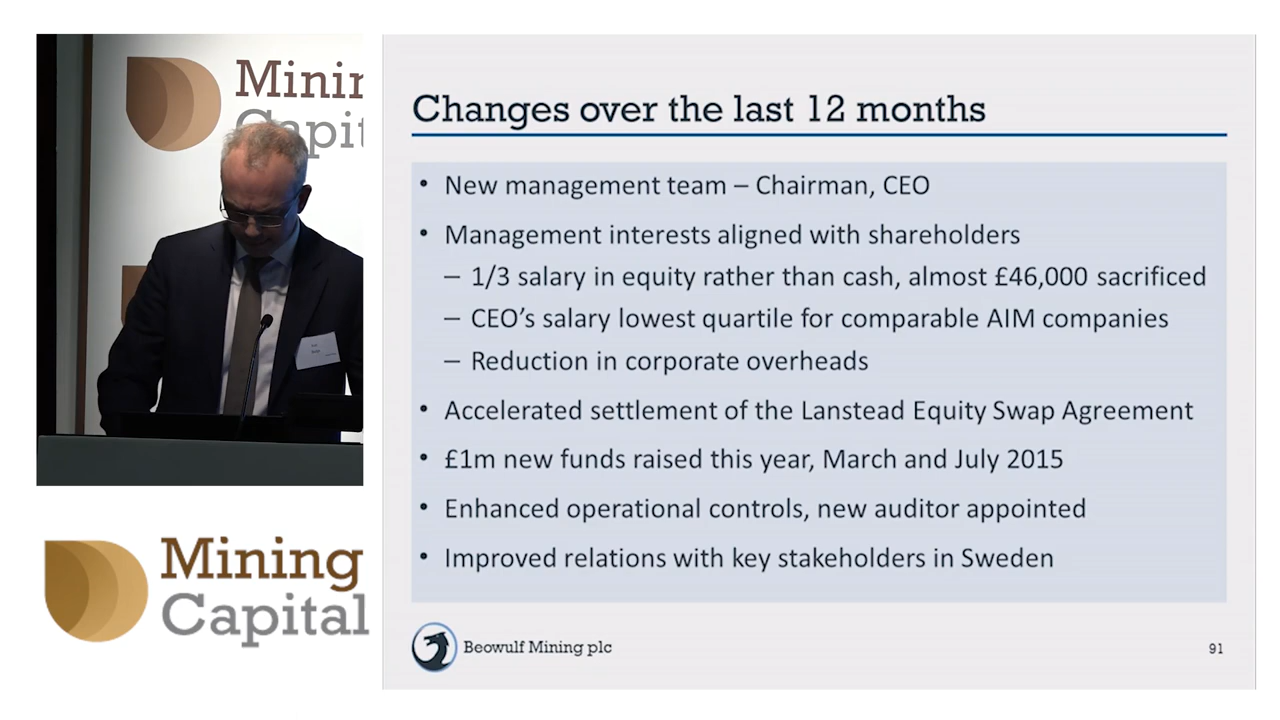 Mining
Capital
Changes over the last 12 months
• New management team – Chairman, CEO
• Management interests aligned with shareholders
– 1/3 salary in equity rather than cash, almost £46,000 sacrificed
– CEO's salary lowest quartile for comparable AIM companies
– Reduction in corporate overheads
• Accelerated settlement of the Lanstead Equity Swap Agreement
• £1m new funds raised this year, March and July 2015
• Enhanced operational controls, new auditor appointed
• Improved relations with key stakeholders in Sweden
Beowulf Mining plc
91